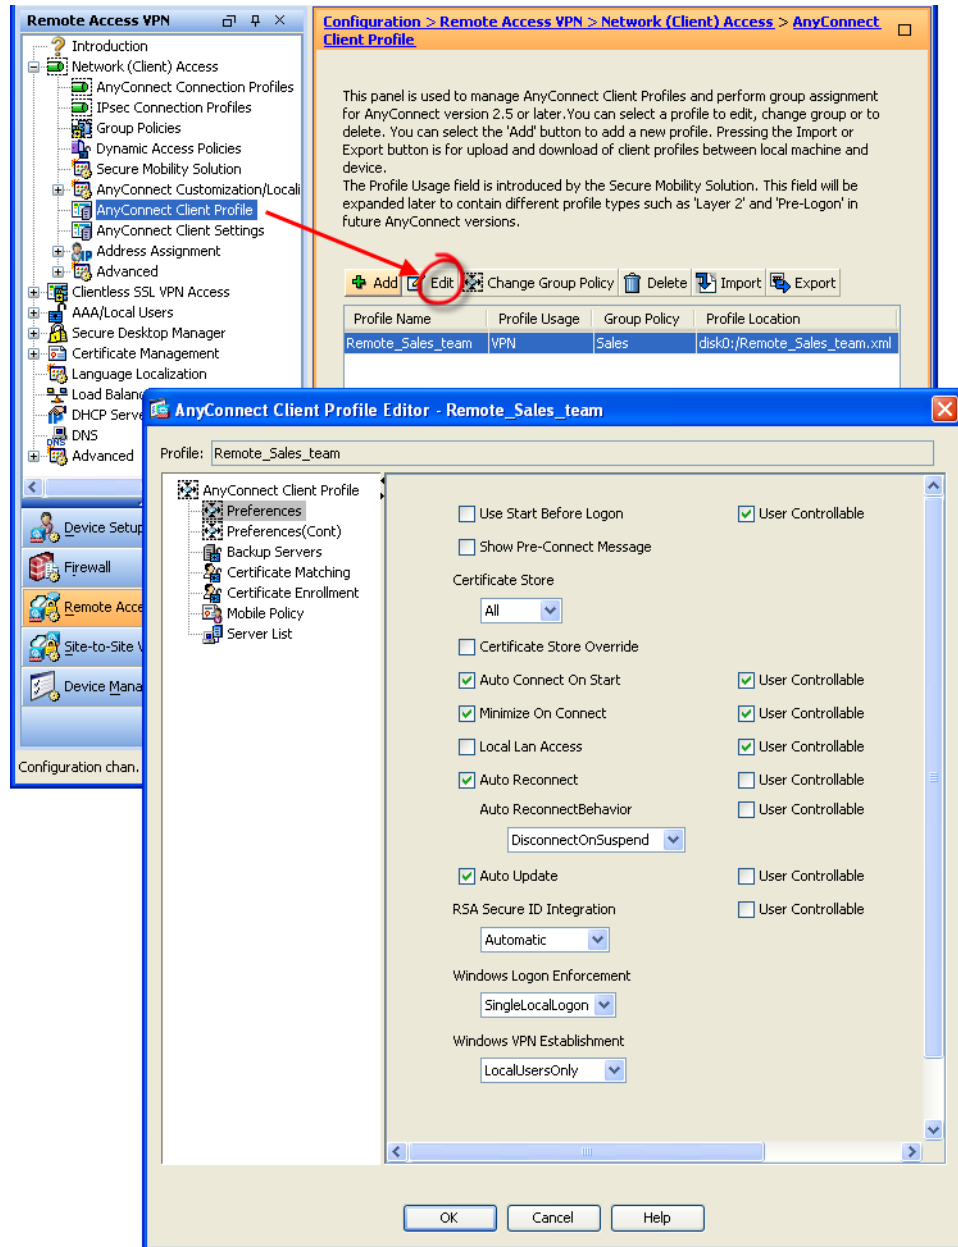 Remote Access VPN
Introduction
Network (Client) Access
AnyConnect Connection Profiles
IPsec Connection Profiles
Group Policies
Dynamic Access Policies
Secure Mobility Solution
AnyConnect Customization/Locali
AnyConnect Client Profile
AnyConnect Client Settings
Address Assignment
Advanced
Clientless SSL VPN Access
AAA/Local Users
Secure Desktop Manager
Certificate Management
Language Localization
Load Balanc
DHCP Serve
DNS
Advanced
Device Setup
Firewall
Remote Acce
Site-to-Site V
Device Mana
Configuration chan.
Configuration > Remote Access VPN > Network (Client) Access > AnyConnect
Client Profile
This panel is used to manage AnyConnect Client Profiles and perform group assignment
for AnyConnect version 2.5 or later.You can select a profile to edit, change group or to
delete. You can select the 'Add' button to add a new profile. Pressing the Import or
Export button is for upload and download of client profiles between local machine and
device.
The Profile Usage field is introduced by the Secure Mobility Solution. This field will be
expanded later to contain different profile types such as 'Layer 2' and 'Pre-Logon' in
future AnyConnect versions.
Add Edit Change Group Policy Delete Import Export
Profile Name Profile Usage Group Policy Profile Location
Remote_Sales_team VPN Sales disk0:/Remote_Sales_team.xml
AnyConnect Client Profile Editor - Remote_Sales_team
Profile: Remote_Sales_team
AnyConnect Client Profile
Preferences
Preferences(Cont)
Backup Servers
Certificate Matching
Certificate Enrollment
Mobile Policy
Server List
Use Start Before Logon User Controllable
Show Pre-Connect Message
Certificate Store
All
Certificate Store Override
Auto Connect On Start User Controllable
Minimize On Connect User Controllable
Local Lan Access User Controllable
Auto Reconnect User Controllable
Auto ReconnectBehavior User Controllable
DisconnectOnSuspend
Auto Update User Controllable
RSA Secure ID Integration User Controllable
Automatic
Windows Logon Enforcement
SingleLocalLogon
Windows VPN Establishment
LocalUsersOnly
OK Cancel Help